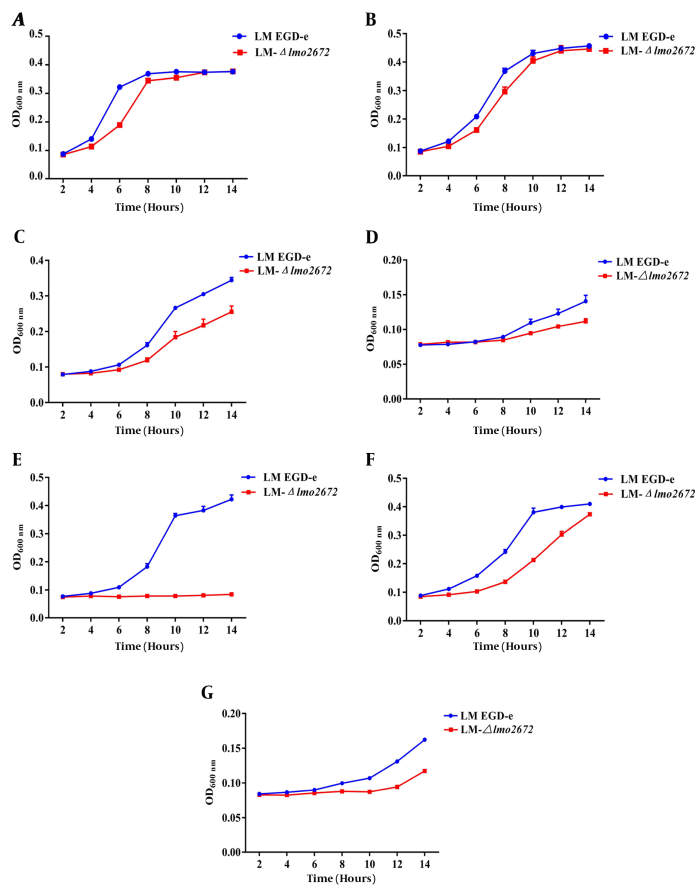 A
LM EGD-e
LM-Δlmo2672
OD600 nm
0.5
0.4
0.3
0.2
0.1
0.0
2 4 6 8 10 12 14
Time (Hours)
B
LM EGD-e
LM-Δlmo2672
OD600 nm
0.5
0.4
0.3
0.2
0.1
0.0
2 4 6 8 10 12 14
Time (Hours)
C
LM EGD-e
LM-Δlmo2672
OD600 nm
0.4
0.3
0.2
0.1
0.0
2 4 6 8 10 12 14
Time (Hours)
D
LM EGD-e
LM-△lmo2672
OD600 nm
0.20
0.15
0.10
0.05
0.00
2 4 6 8 10 12 14
Time (Hours)
E
LM EGD-e
LM-Δlmo2672
OD600 nm
0.5
0.4
0.3
0.2
0.1
0.0
2 4 6 8 10 12 14
Time (Hours)
F
LM EGD-e
LM-Δlmo2672
OD600 nm
0.5
0.4
0.3
0.2
0.1
0.0
2 4 6 8 10 12 14
Time (Hours)
G
LM EGD-e
LM-△lmo2672
OD600 nm
0.20
0.15
0.10
0.05
0.00
2 4 6 8 10 12 14
Time (Hours)